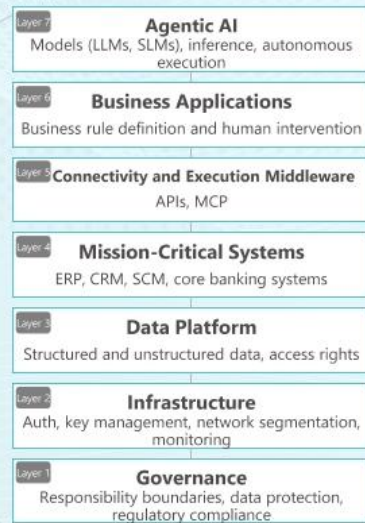 Layer 7
Agentic AI
Models (LLMs, SLMs), inference, autonomous
execution
Layer 6
Business Applications
Business rule definition and human intervention
Layer 5
Connectivity and Execution Middleware
APIs, MCP
Layer 4
Mission-Critical Systems
ERP, CRM, SCM, core banking systems
Layer 3
Data Platform
Structured and unstructured data, access rights
Layer 2
Infrastructure
Auth, key management, network segmentation,
monitoring
Layer 1
Governance
Responsibility boundaries, data protection,
regulatory compliance